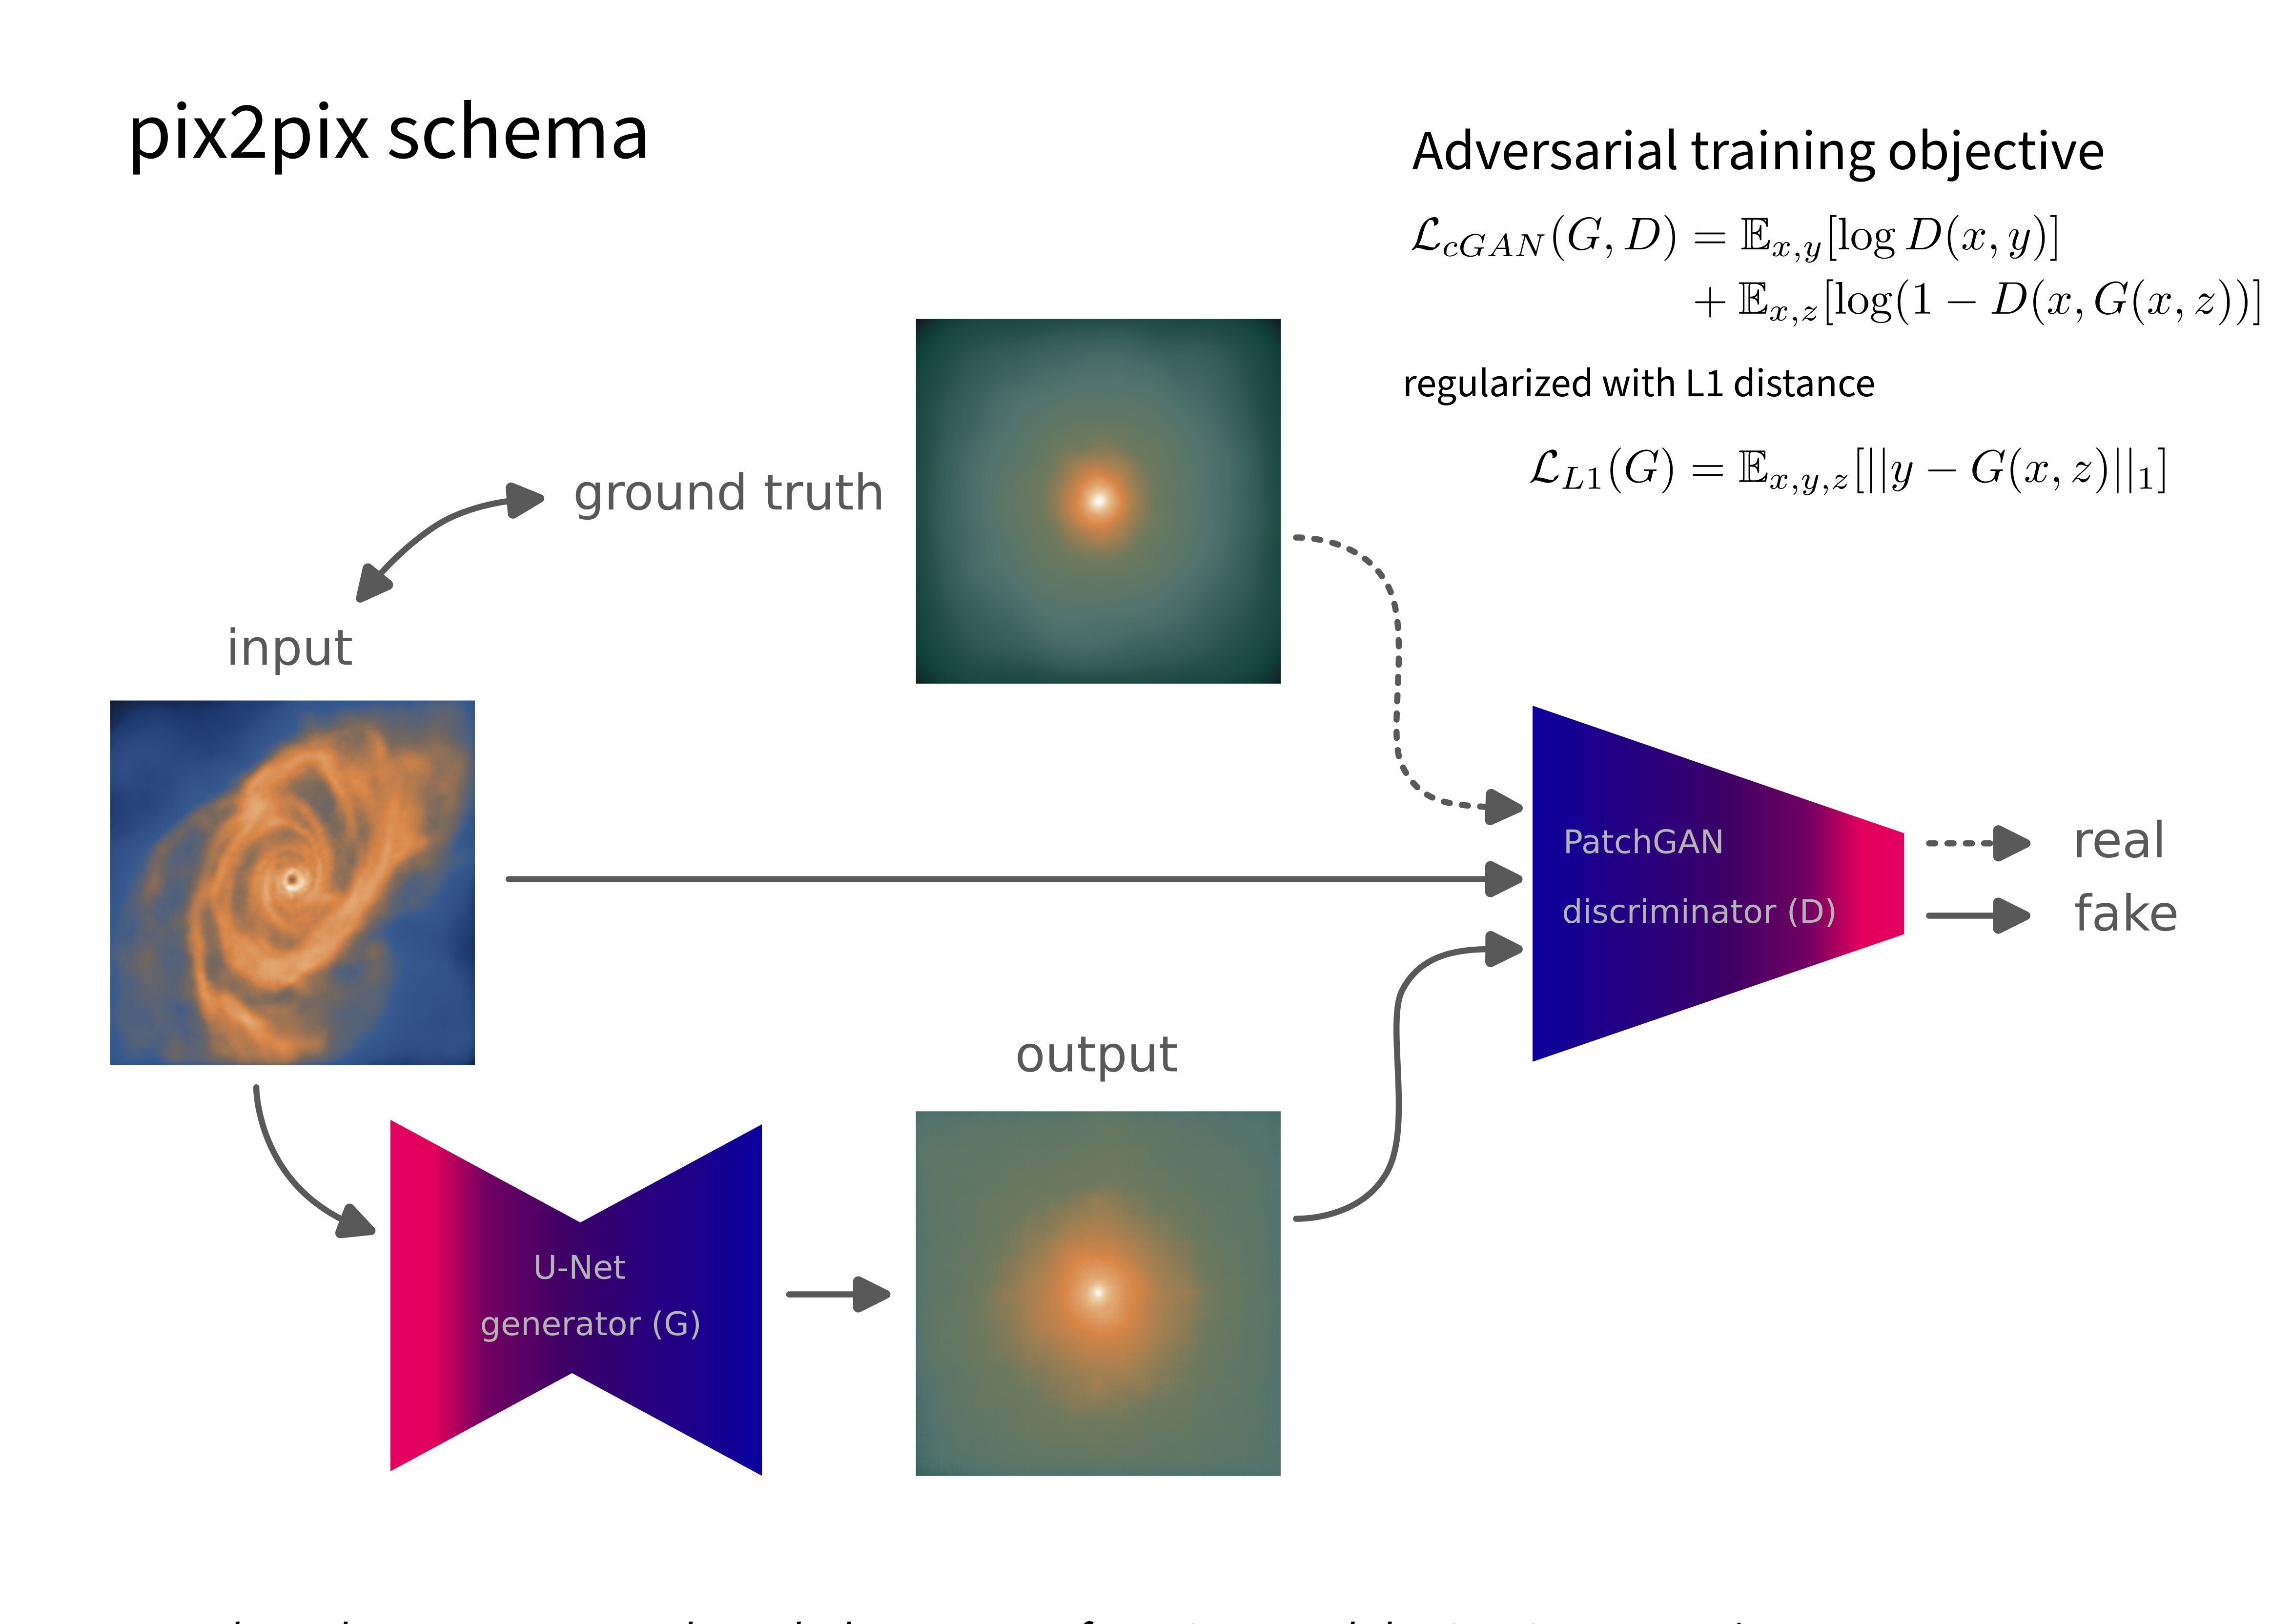 pix2pix schema
Adversarial training objective
$\mathcal{L}_{cGAN}(G, D) = \mathbb{E}_{x,y}[\log D(x, y)]$
$+ \mathbb{E}_{x,z}[\log(1 - D(x, G(x, z))]$
regularized with L1 distance
$\mathcal{L}_{L1}(G) = \mathbb{E}_{x,y,z}[||y - G(x, z)||_1]$
ground truth
input
PatchGAN
discriminator (D)
real
fake
output
U-Net
generator (G)